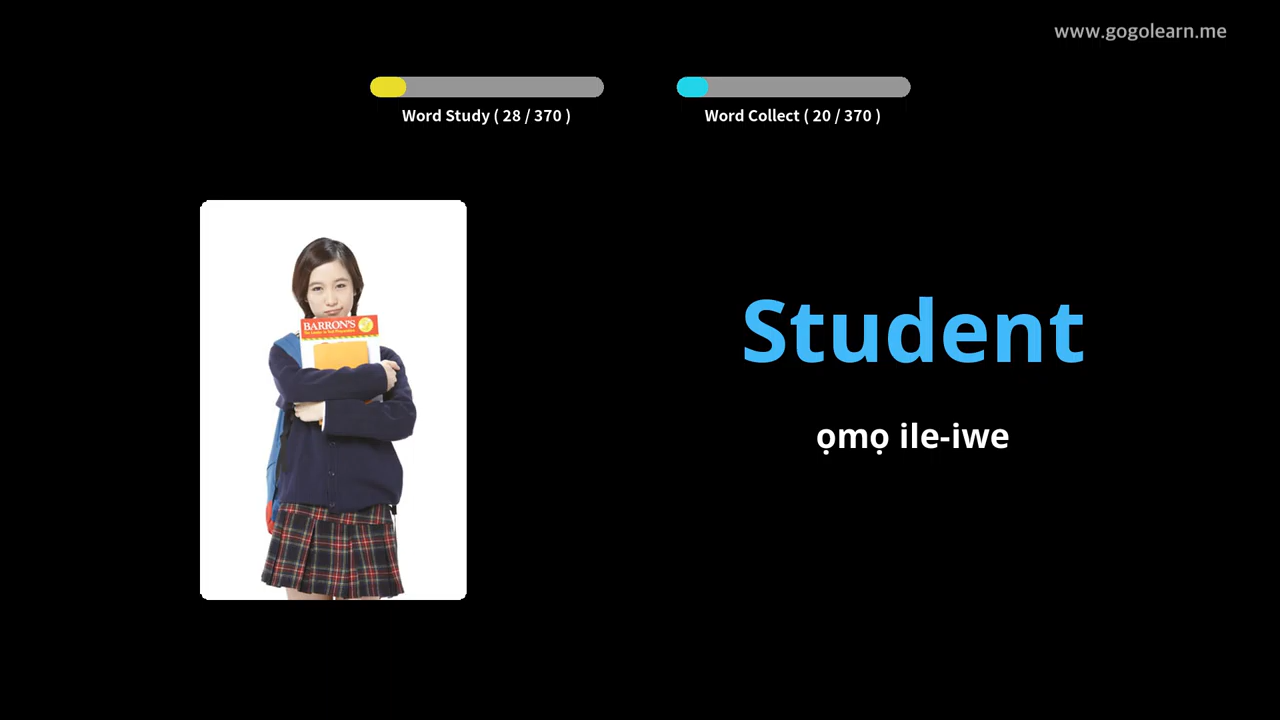 www.gogolearn.me
Word Study ( 28 / 370 )
Word Collect ( 20 / 370 )
BARRON'S
Student
ọmọ ile-iwe